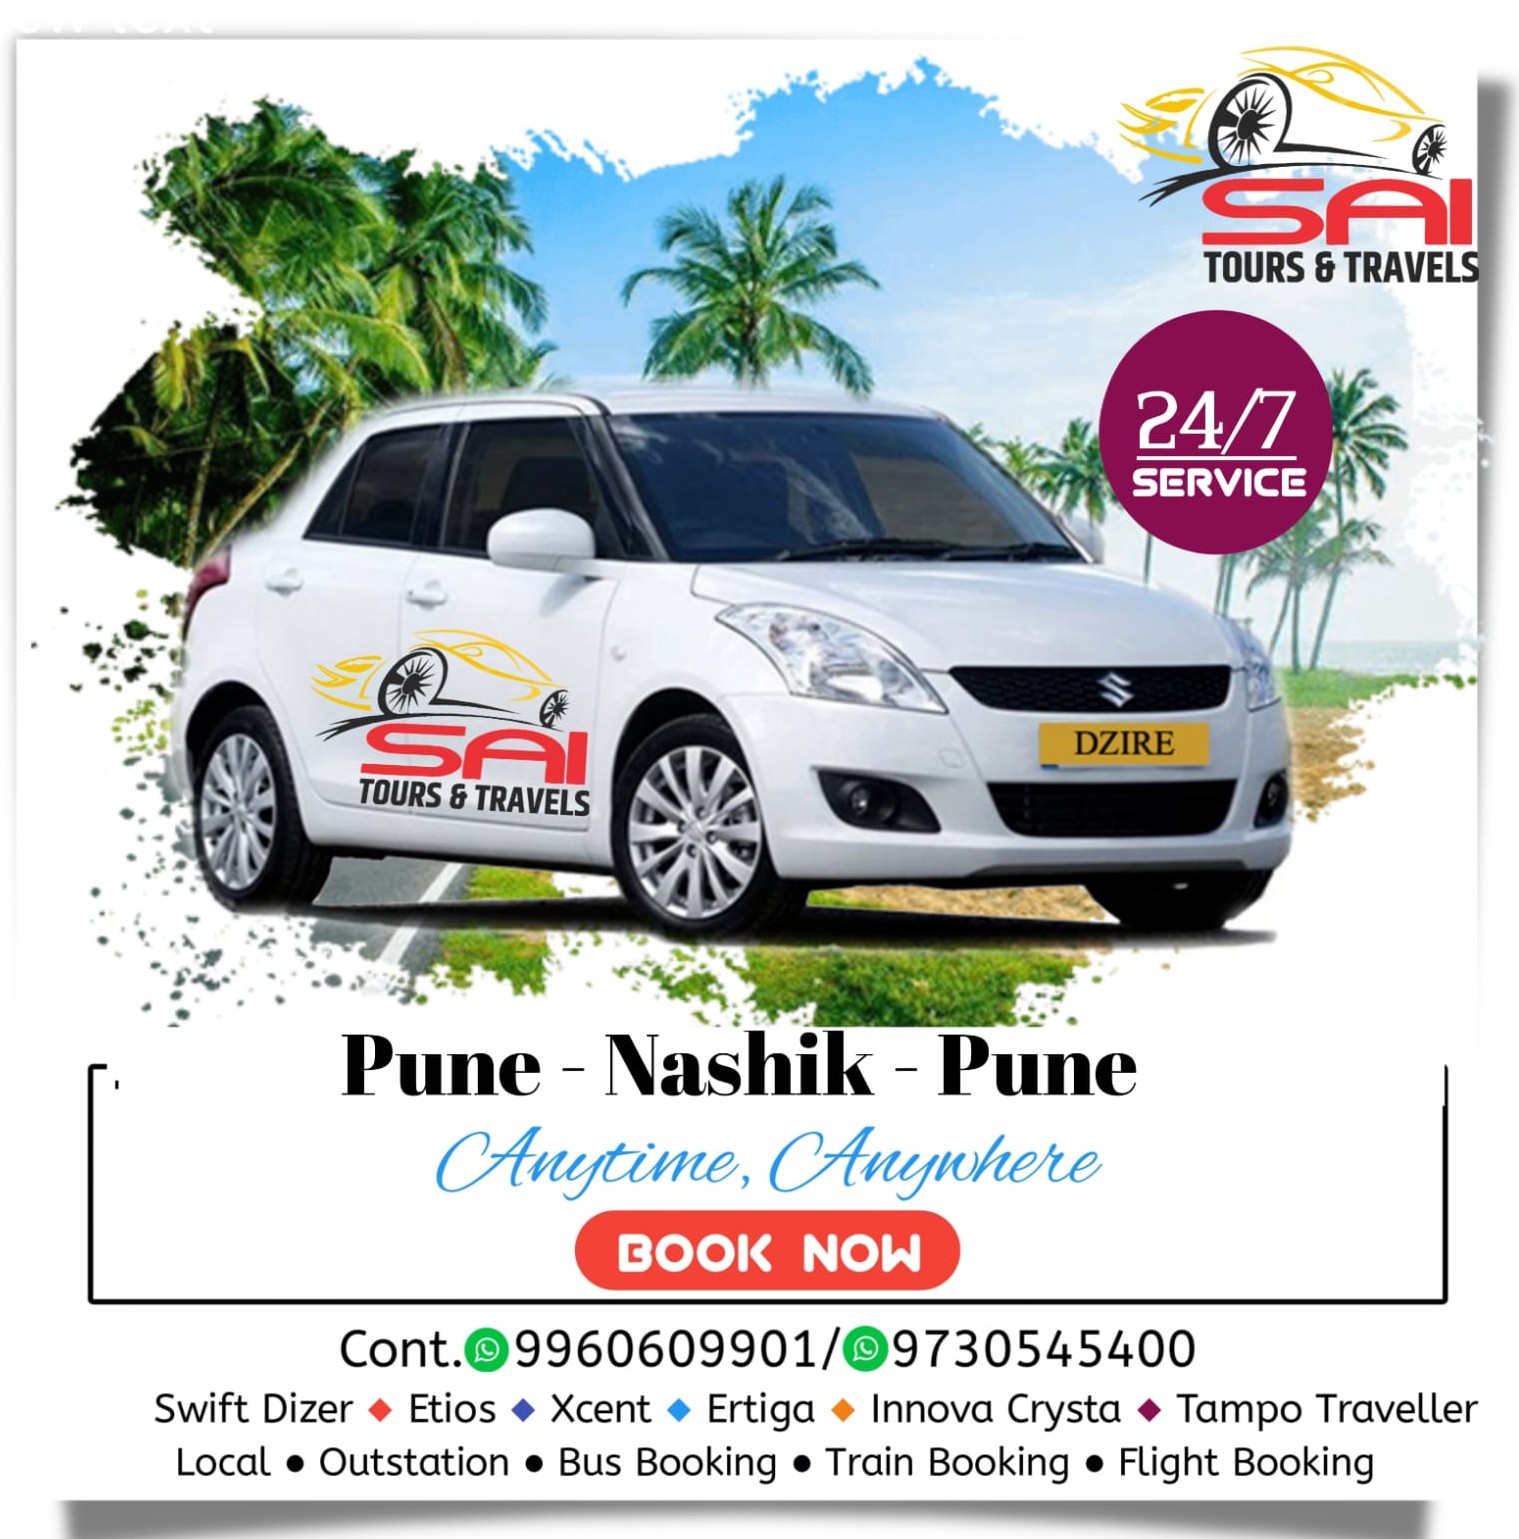 SAI
TOURS & TRAVELS
24/7
SERVICE
SAI
TOURS & TRAVELS
DZIRE
Pune - Nashik - Pune
Anytime, Anywhere
BOOK NOW
Cont. 9960609901/ 9730545400
Swift Dizer ◆ Etios ◆ Xcent ◆ Ertiga ◆ Innova Crysta ◆ Tampo Traveller
Local ● Outstation ● Bus Booking ● Train Booking ● Flight Booking